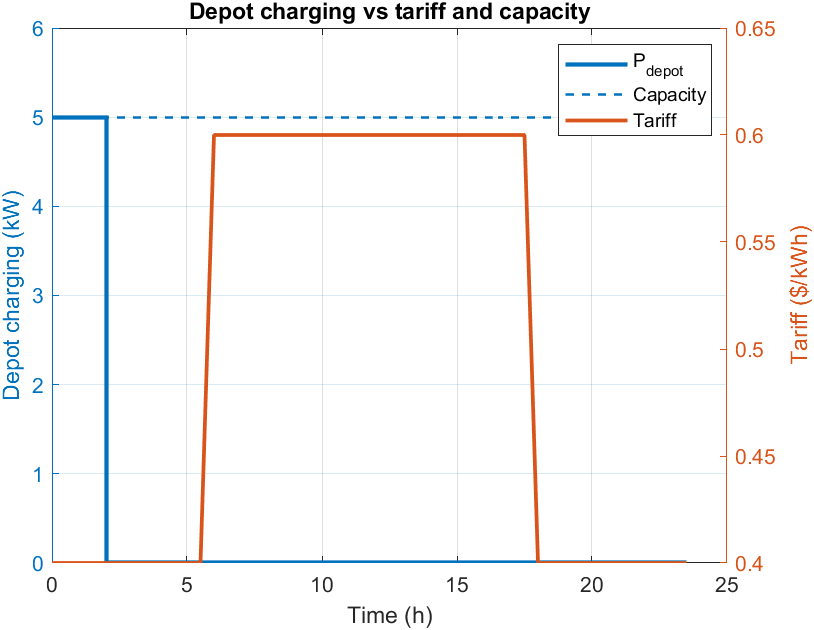 Depot charging vs tariff and capacity
6
5
4
3
2
1
0
Depot charging (kW)
0.65
0.6
0.55
0.5
0.45
0.4
Tariff ($/kWh)
P_depot
Capacity
Tariff
0 5 10 15 20 25
Time (h)